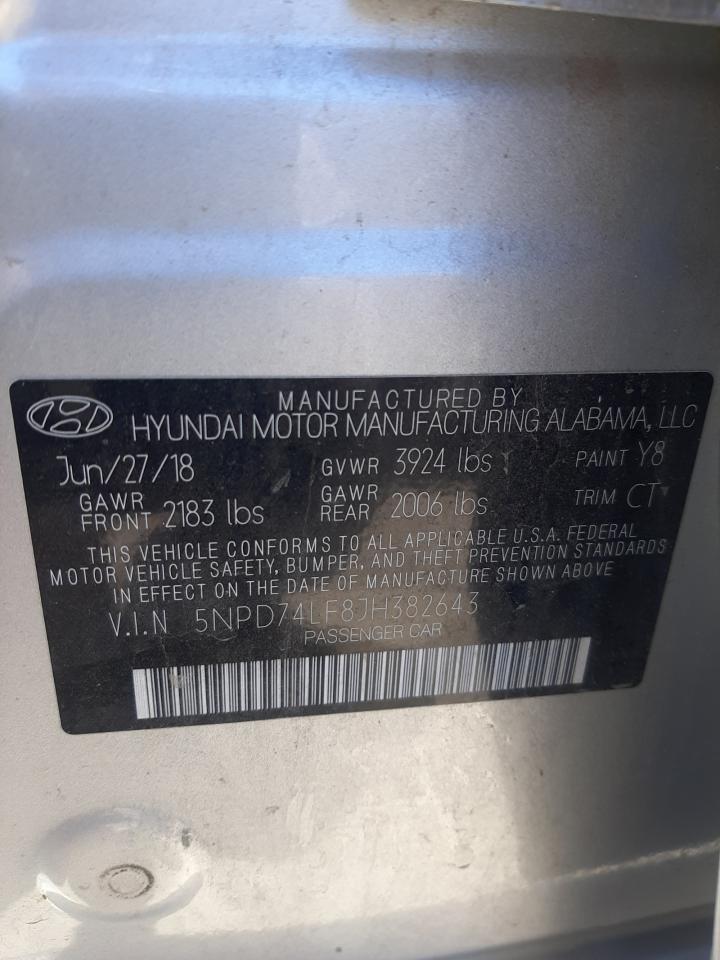 MANUFACTURED BY
HYUNDAI MOTOR MANUFACTURING ALABAMA, LLC
Jun/27/18 GVWR 3924 lbs PAINT Y8
GAWR FRONT 2183 lbs GAWR REAR 2006 lbs TRIM CT
THIS VEHICLE CONFORMS TO ALL APPLICABLE U.S.A. FEDERAL
MOTOR VEHICLE SAFETY, BUMPER, AND THEFT PREVENTION STANDARDS
IN EFFECT ON THE DATE OF MANUFACTURE SHOWN ABOVE
V.I.N 5NPD74LF8JH382643
PASSENGER CAR